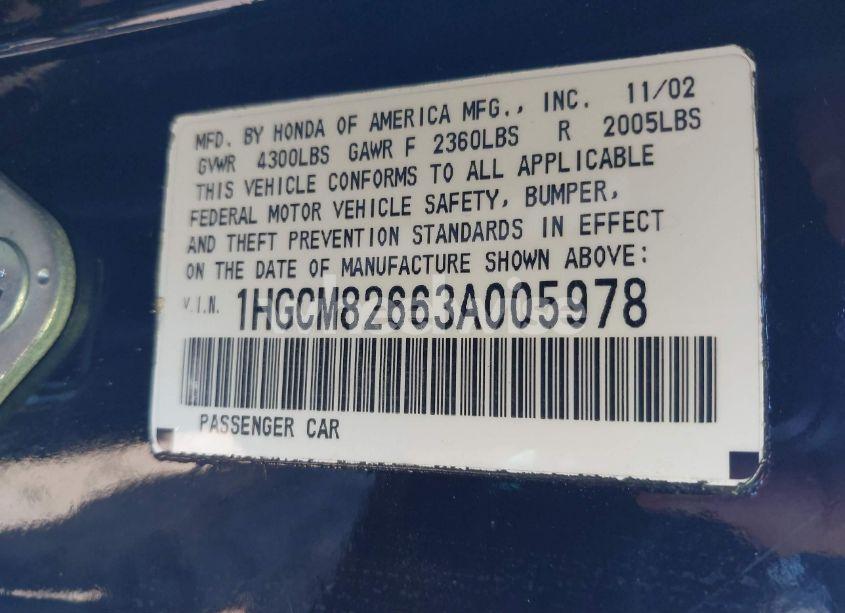 MFD. BY HONDA OF AMERICA MFG., INC. 11/02
GVWR 4300LBS GAWR F 2360LBS R 2005LBS
THIS VEHICLE CONFORMS TO ALL APPLICABLE
FEDERAL MOTOR VEHICLE SAFETY, BUMPER,
AND THEFT PREVENTION STANDARDS IN EFFECT
ON THE DATE OF MANUFACTURE SHOWN ABOVE:
V.I.N. 1HGCM82663A005978
PASSENGER CAR